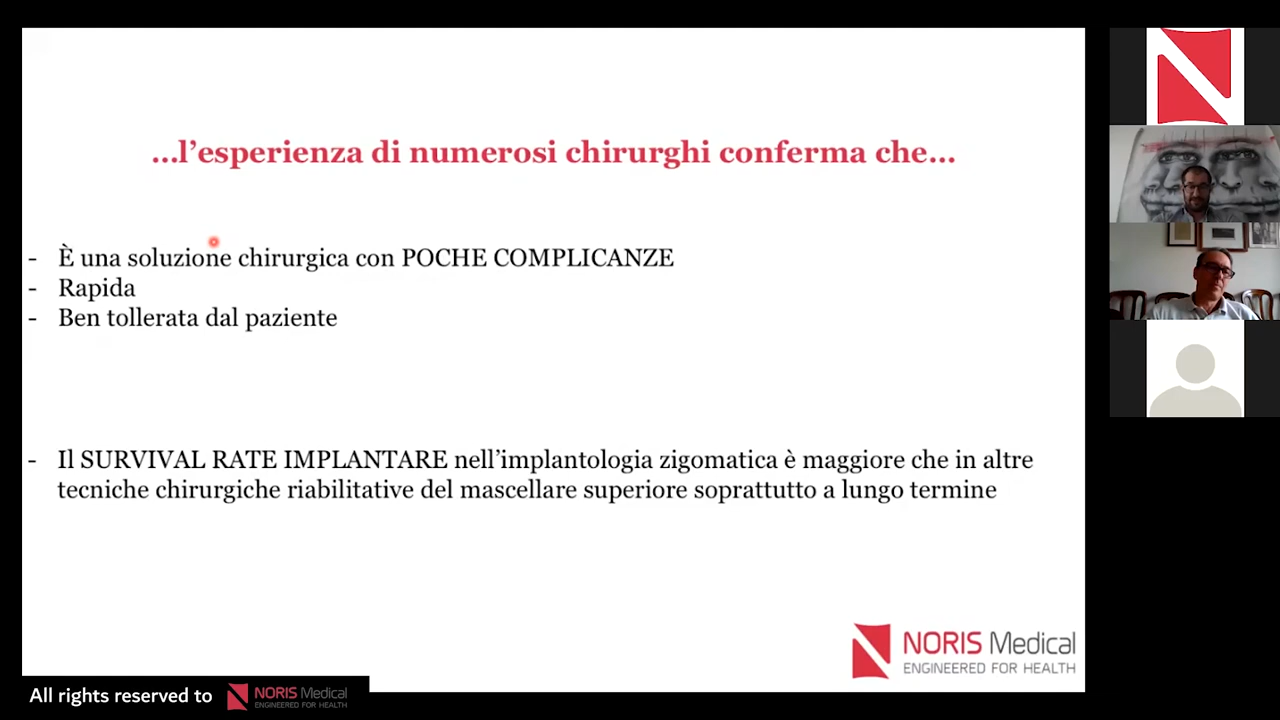 ...l’esperienza di numerosi chirurghi conferma che...
- È una soluzione chirurgica con POCHE COMPLICANZE
- Rapida
- Ben tollerata dal paziente
- Il SURVIVAL RATE IMPLANTARE nell’implantologia zigomatica è maggiore che in altre
tecniche chirurgiche riabilitative del mascellare superiore soprattutto a lungo termine
NORIS Medical
ENGINEERED FOR HEALTH
All rights reserved to
NORIS Medical
ENGINEERED FOR HEALTH